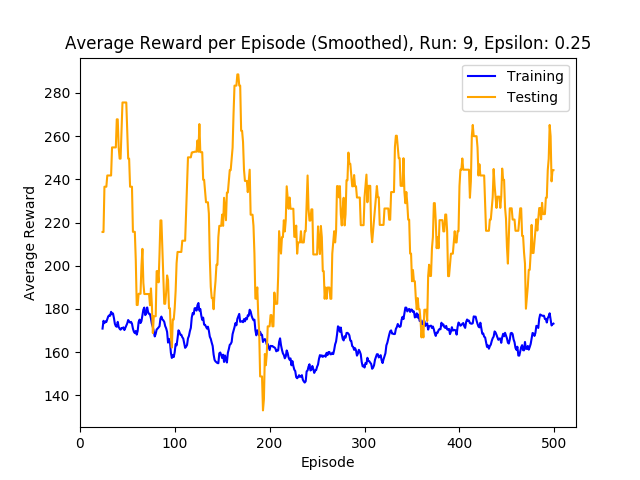 Average Reward per Episode (Smoothed), Run: 9, Epsilon: 0.25
Training
Testing
280
260
240
220
200
180
160
140
Average Reward
0 100 200 300 400 500
Episode